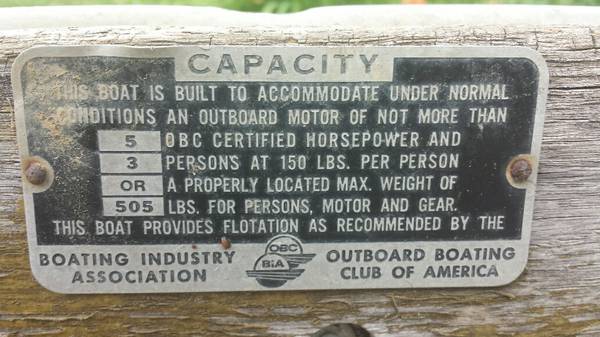 CAPACITY
THIS BOAT IS BUILT TO ACCOMMODATE UNDER NORMAL
CONDITIONS AN OUTBOARD MOTOR OF NOT MORE THAN
5 OBC CERTIFIED HORSEPOWER AND
3 PERSONS AT 150 LBS. PER PERSON
OR A PROPERLY LOCATED MAX. WEIGHT OF
505 LBS. FOR PERSONS, MOTOR AND GEAR.
THIS BOAT PROVIDES FLOTATION AS RECOMMENDED BY THE
BOATING INDUSTRY
ASSOCIATION
OBC
BIA
OUTBOARD BOATING
CLUB OF AMERICA